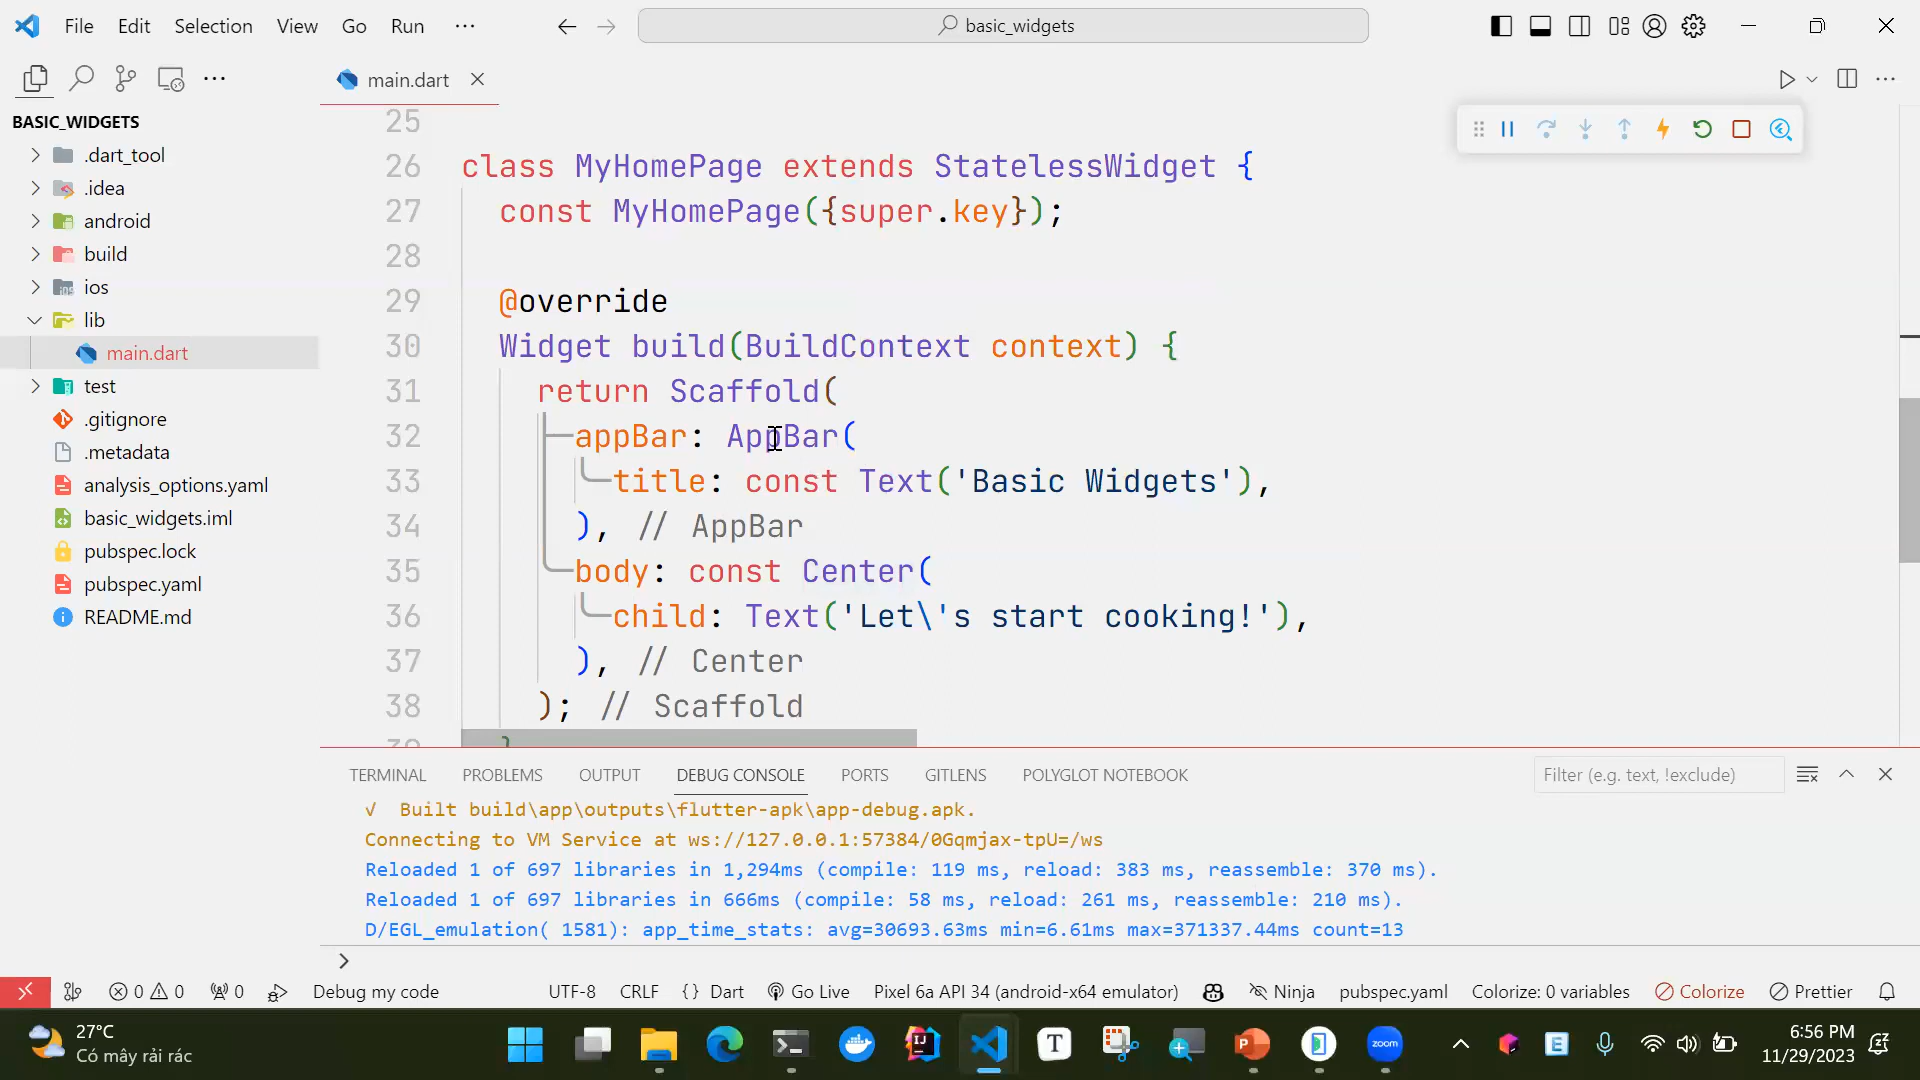 File Edit Selection View Go Run ···
basic_widgets
main.dart
BASIC_WIDGETS
.dart_tool
.idea
android
build
ios
lib
main.dart
test
.gitignore
.metadata
analysis_options.yaml
basic_widgets.iml
pubspec.lock
pubspec.yaml
README.md
25
26 class MyHomePage extends StatelessWidget {
27 const MyHomePage({super.key});
28
29 @override
30 Widget build(BuildContext context) {
31 return Scaffold(
32 appBar: AppBar(
33 title: const Text('Basic Widgets'),
34 ), // AppBar
35 body: const Center(
36 child: Text('Let\'s start cooking!'),
37 ), // Center
38 ); // Scaffold
39 }
TERMINAL PROBLEMS OUTPUT DEBUG CONSOLE PORTS GITLENS POLYGLOT NOTEBOOK Filter (e.g. text, !exclude)
√ Built build\app\outputs\flutter-apk\app-debug.apk.
Connecting to VM Service at ws://127.0.0.1:57384/0Gqmjax-tpU=/ws
Reloaded 1 of 697 libraries in 1,294ms (compile: 119 ms, reload: 383 ms, reassemble: 370 ms).
Reloaded 1 of 697 libraries in 666ms (compile: 58 ms, reload: 261 ms, reassemble: 210 ms).
D/EGL_emulation( 1581): app_time_stats: avg=30693.63ms min=6.61ms max=371337.44ms count=13
>
0 0 0 Debug my code UTF-8 CRLF {} Dart Go Live Pixel 6a API 34 (android-x64 emulator) Ninja pubspec.yaml Colorize: 0 variables Colorize Prettier
27°C
Có mây rải rác
T
zoom
E
6:56 PM
11/29/2023